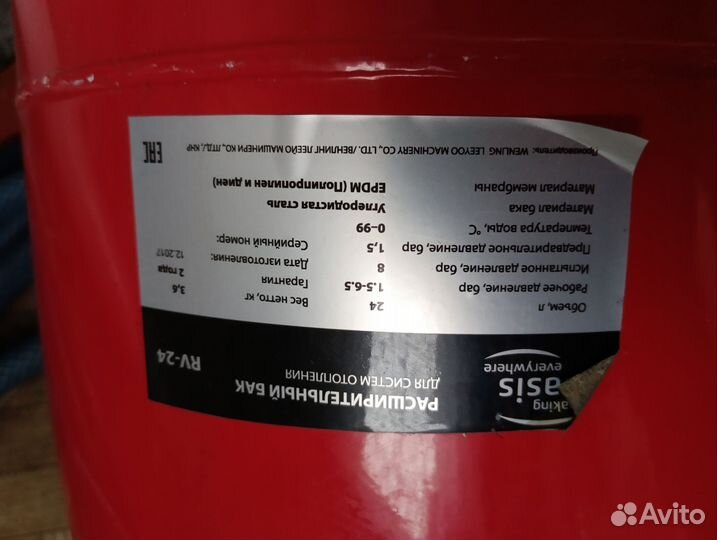 aking
asis
everywhere
РАСШИРИТЕЛЬНЫЙ БАК
ДЛЯ СИСТЕМ ОТОПЛЕНИЯ
RV-24
Объем, л 24 Вес нетто, кг 3,6
Рабочее давление, бар 1.5-6.5 Гарантия 2 года
Испытанное давление, бар 8 Дата изготовления: 12.2017
Предварительное давление, бар 1,5 Серийный номер:
Температура воды, °C 0-99
Материал бака Углеродистая сталь
Материал мембраны EPDM (Полипропилен и диен)
Производитель: WENLING LEEYOO MACHINERY CO., LTD. /ВЕНЛИНГ ЛЕЕЙО МАШИНЕРИ КО., ЛТД./, КНР
EAC
Avito